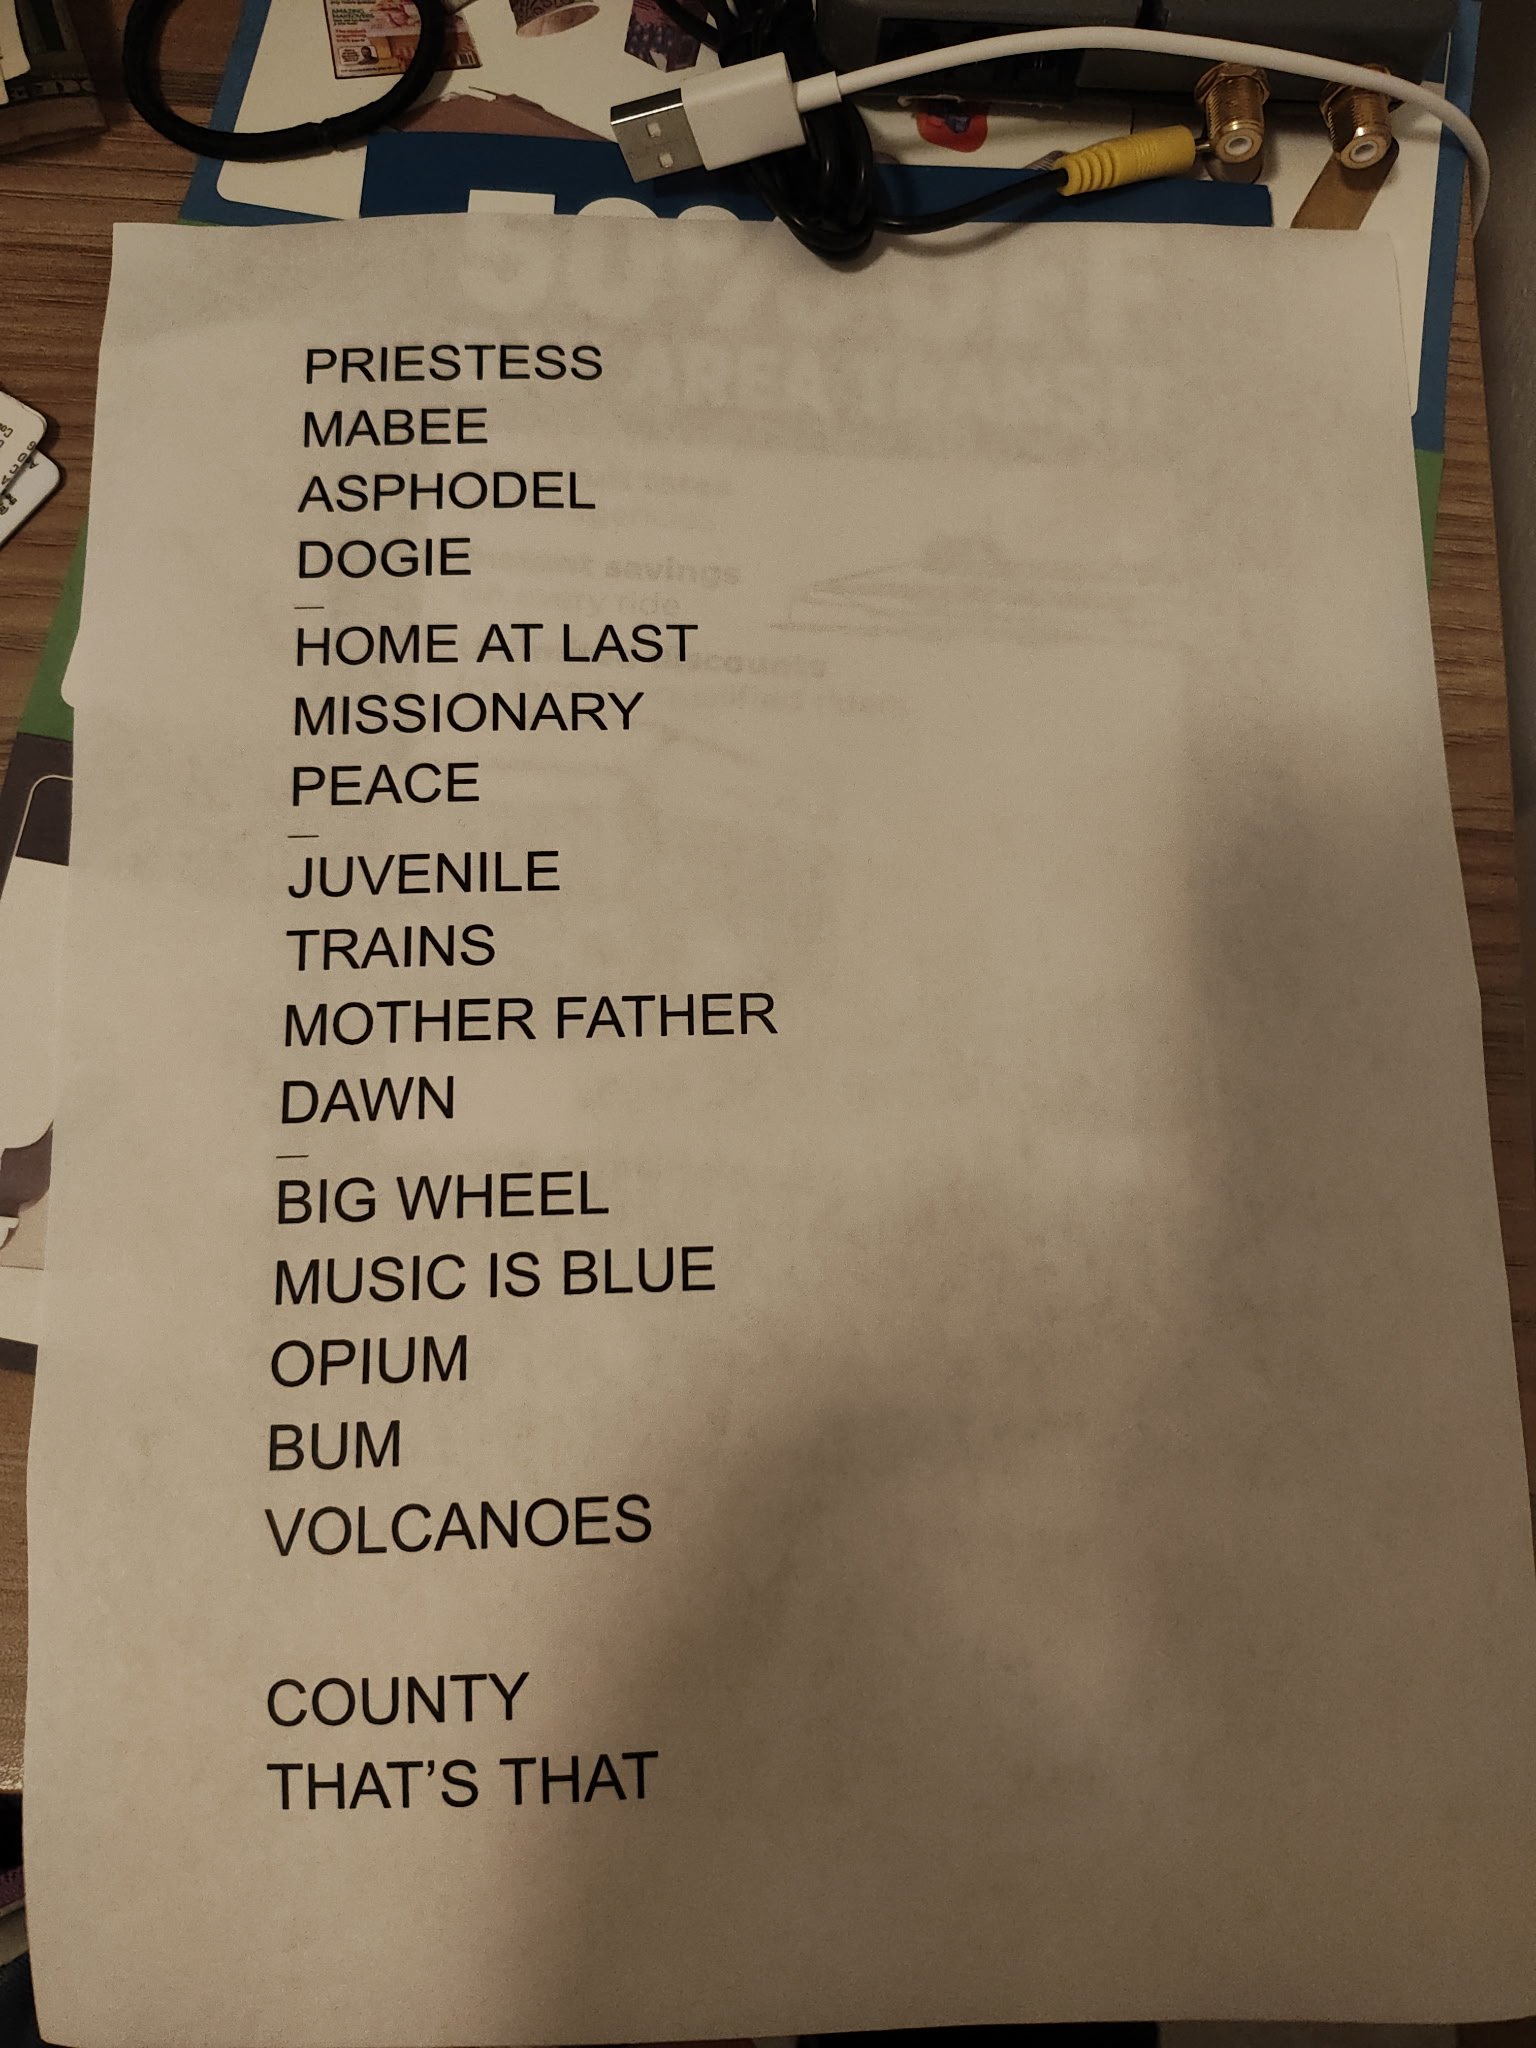 PRIESTESS
MABEE
ASPHODEL
DOGIE
—
HOME AT LAST
MISSIONARY
PEACE
—
JUVENILE
TRAINS
MOTHER FATHER
DAWN
—
BIG WHEEL
MUSIC IS BLUE
OPIUM
BUM
VOLCANOES
COUNTY
THAT'S THAT